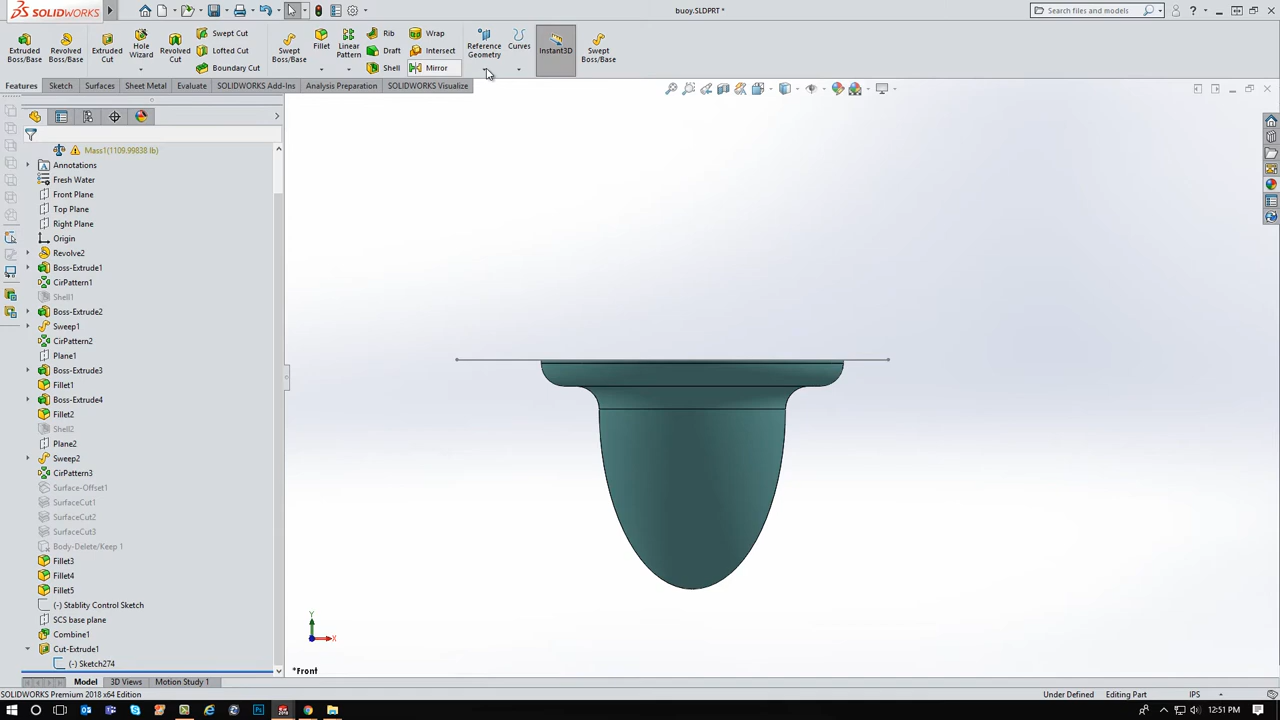 SOLIDWORKS
buoy.SLDPRT *
Search files and models
Extruded Boss/Base
Revolved Boss/Base
Extruded Cut
Hole Wizard
Revolved Cut
Swept Cut
Lofted Cut
Boundary Cut
Swept Boss/Base
Fillet
Linear Pattern
Rib
Draft
Shell
Wrap
Intersect
Mirror
Reference Geometry
Curves
Instant3D
Swept Boss/Base
Features Sketch Surfaces Sheet Metal Evaluate SOLIDWORKS Add-Ins Analysis Preparation SOLIDWORKS Visualize
Mass1(1109.99838 lb)
Annotations
Fresh Water
Front Plane
Top Plane
Right Plane
Origin
Revolve2
Boss-Extrude1
CirPattern1
Shell1
Boss-Extrude2
Sweep1
CirPattern2
Plane1
Boss-Extrude3
Fillet1
Boss-Extrude4
Fillet2
Shell2
Plane2
Sweep2
CirPattern3
Surface-Offset1
SurfaceCut1
SurfaceCut2
SurfaceCut3
Body-Delete/Keep 1
Fillet3
Fillet4
Fillet5
(-) Stablity Control Sketch
SCS base plane
Combine1
Cut-Extrude1
(-) Sketch274
Y
X
*Front
Model 3D Views Motion Study 1
SOLIDWORKS Premium 2018 x64 Edition
Under Defined Editing Part IPS
12:51 PM